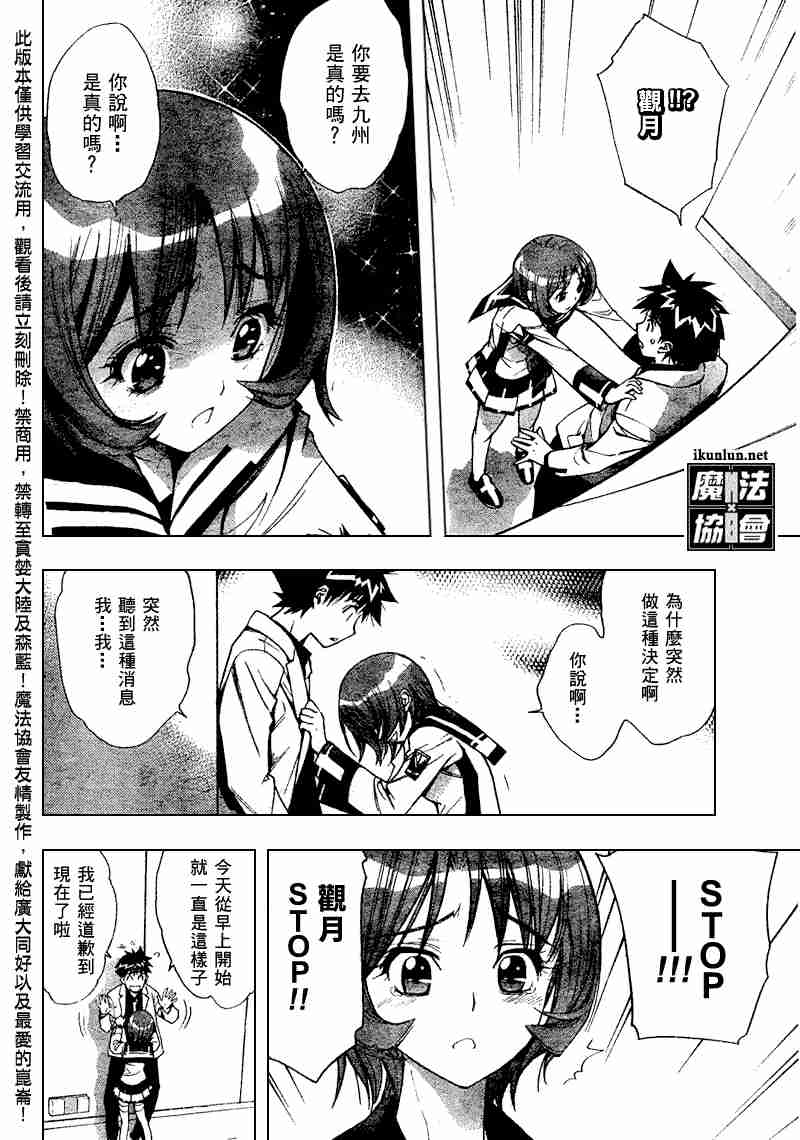 觀月
!!?
你要去九州
是真的嗎？
你說啊…
是真的嗎？
為什麼突然
做這種決定啊
你說啊…
突然
聽到這種消息
我…我…
STOP
——!!!
觀月
STOP!!
今天從早上開始
就一直是這樣子
我已經道歉到
現在了啦
ikunlun.net
魔法
×
協會
此版本僅供學習交流用，觀看後請立刻刪除！禁商用，禁轉至貪婪大陸及森藍！魔法協會友情製作，獻給廣大同好以及最愛的崑崙！